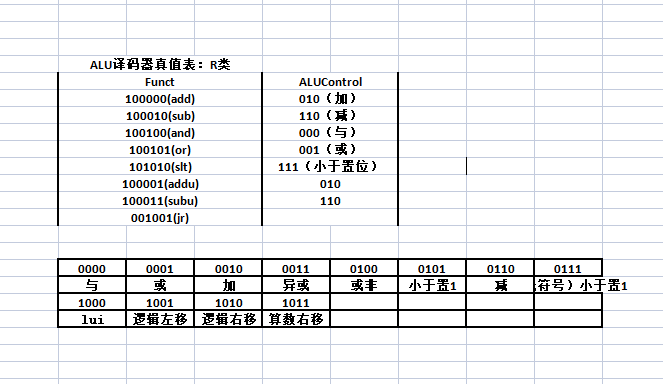 ALU译码器真值表：R类
Funct ALUControl
100000(add) 010（加）
100010(sub) 110（减）
100100(and) 000（与）
100101(or) 001（或）
101010(slt) 111（小于置位）
100001(addu) 010
100011(subu) 110
001001(jr)
0000 0001 0010 0011 0100 0101 0110 0111
与 或 加 异或 或非 小于置1 减 符号）小于置1
1000 1001 1010 1011
lui 逻辑左移 逻辑右移 算数右移